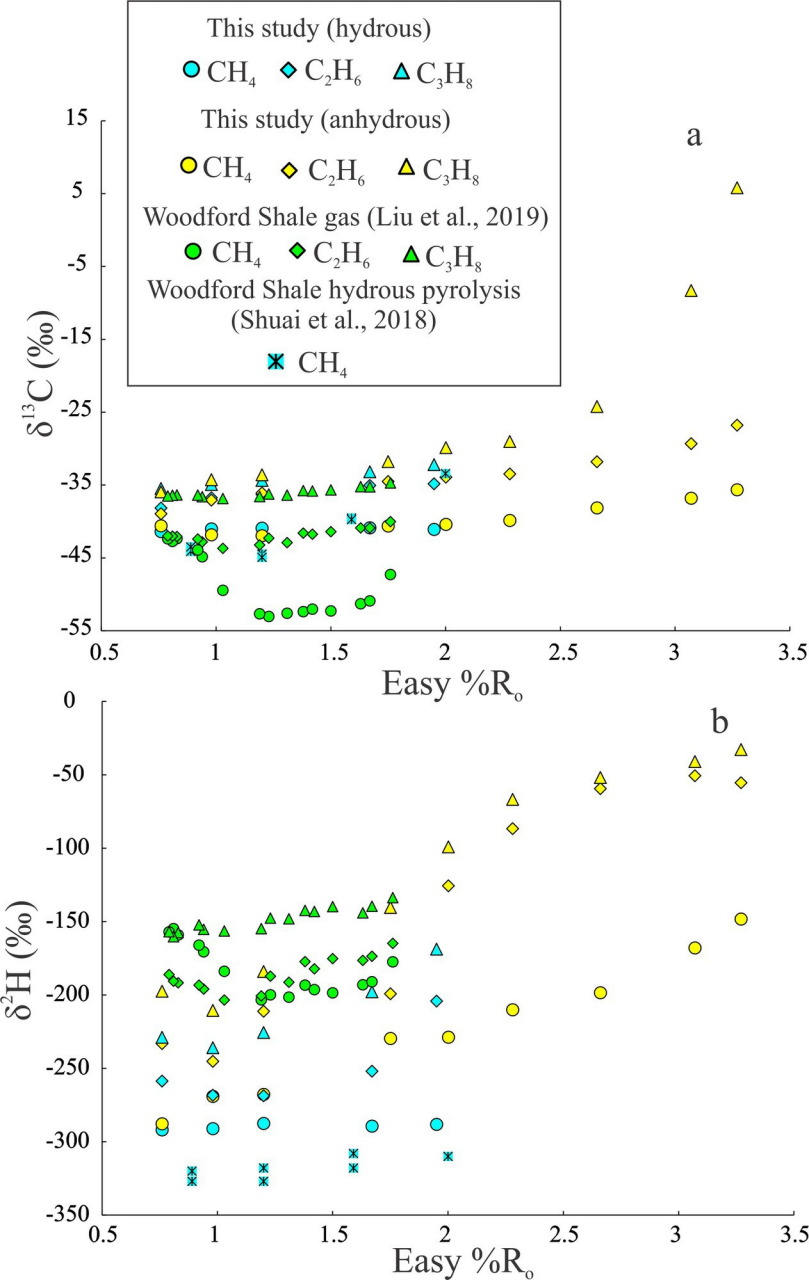 This study (hydrous)
CH₄ C₂H₆ C₃H₈
This study (anhydrous)
CH₄ C₂H₆ C₃H₈
Woodford Shale gas (Liu et al., 2019)
CH₄ C₂H₆ C₃H₈
Woodford Shale hydrous pyrolysis
(Shuai et al., 2018)
CH₄
a
δ¹³C (‰)
15
5
-5
-15
-25
-35
-45
-55
0.5 1 1.5 2 2.5 3 3.5
Easy %Rₒ
b
δ²H (‰)
0
-50
-100
-150
-200
-250
-300
-350
0.5 1 1.5 2 2.5 3 3.5
Easy %Rₒ